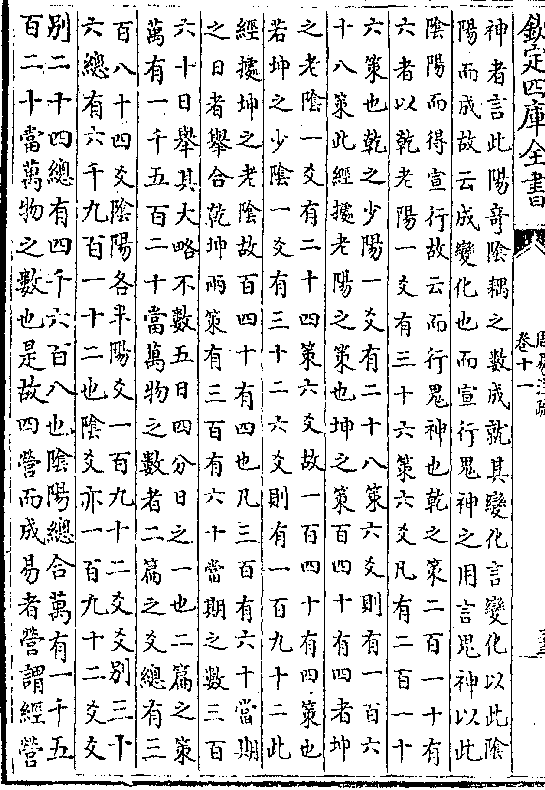 欽定四庫全書
周易注疏
卷十一
神者言此陽竒陰耦之數成就其變化言變化以此陰
陽而成故云成變化也而宣行鬼神之用言鬼神以此
陰陽而得宣行故云而行鬼神也乾之策二百一十有
六者以乾老陽一爻有三十六策六爻凡有二百一十
六策也乾之少陽一爻有二十八策六爻則有一百六
十八策此經據老陽之策也坤之策百四十有四者坤
之老陰一爻有二十四策六爻故一百四十有四策也
若坤之少陰一爻有三十二六爻則有一百九十二此
經據坤之老陰故百四十有四也凡三百有六十當期
之日者舉合乾坤兩策有三百有六十當期之數三百
六十日舉其大略不數五日四分日之一也二篇之策
萬有一千五百二十當萬物之數者二篇之爻總有三
百八十四爻陰陽各半陽爻一百九十二爻爻別三十
六總有六千九百一十二也陰爻亦一百九十二爻爻
別二十四總有四千六百八也陰陽總合萬有一千五
百二十當萬物之數也是故四營而成易者營謂經營